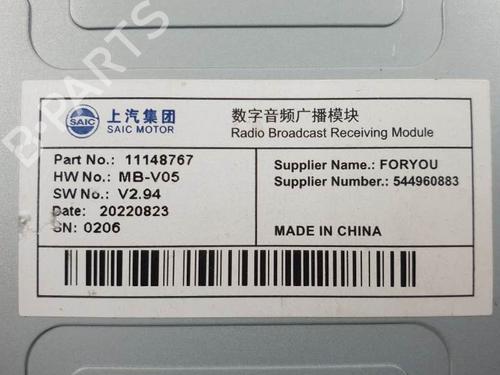 B-PARTS
SAIC
上汽集团
SAIC MOTOR
数字音频广播模块
Radio Broadcast Receiving Module
Part No.: 11148767
HW No.: MB-V05
SW No.: V2.94
Date: 20220823
SN: 0206
Supplier Name.: FORYOU
Supplier Number.: 544960883
MADE IN CHINA